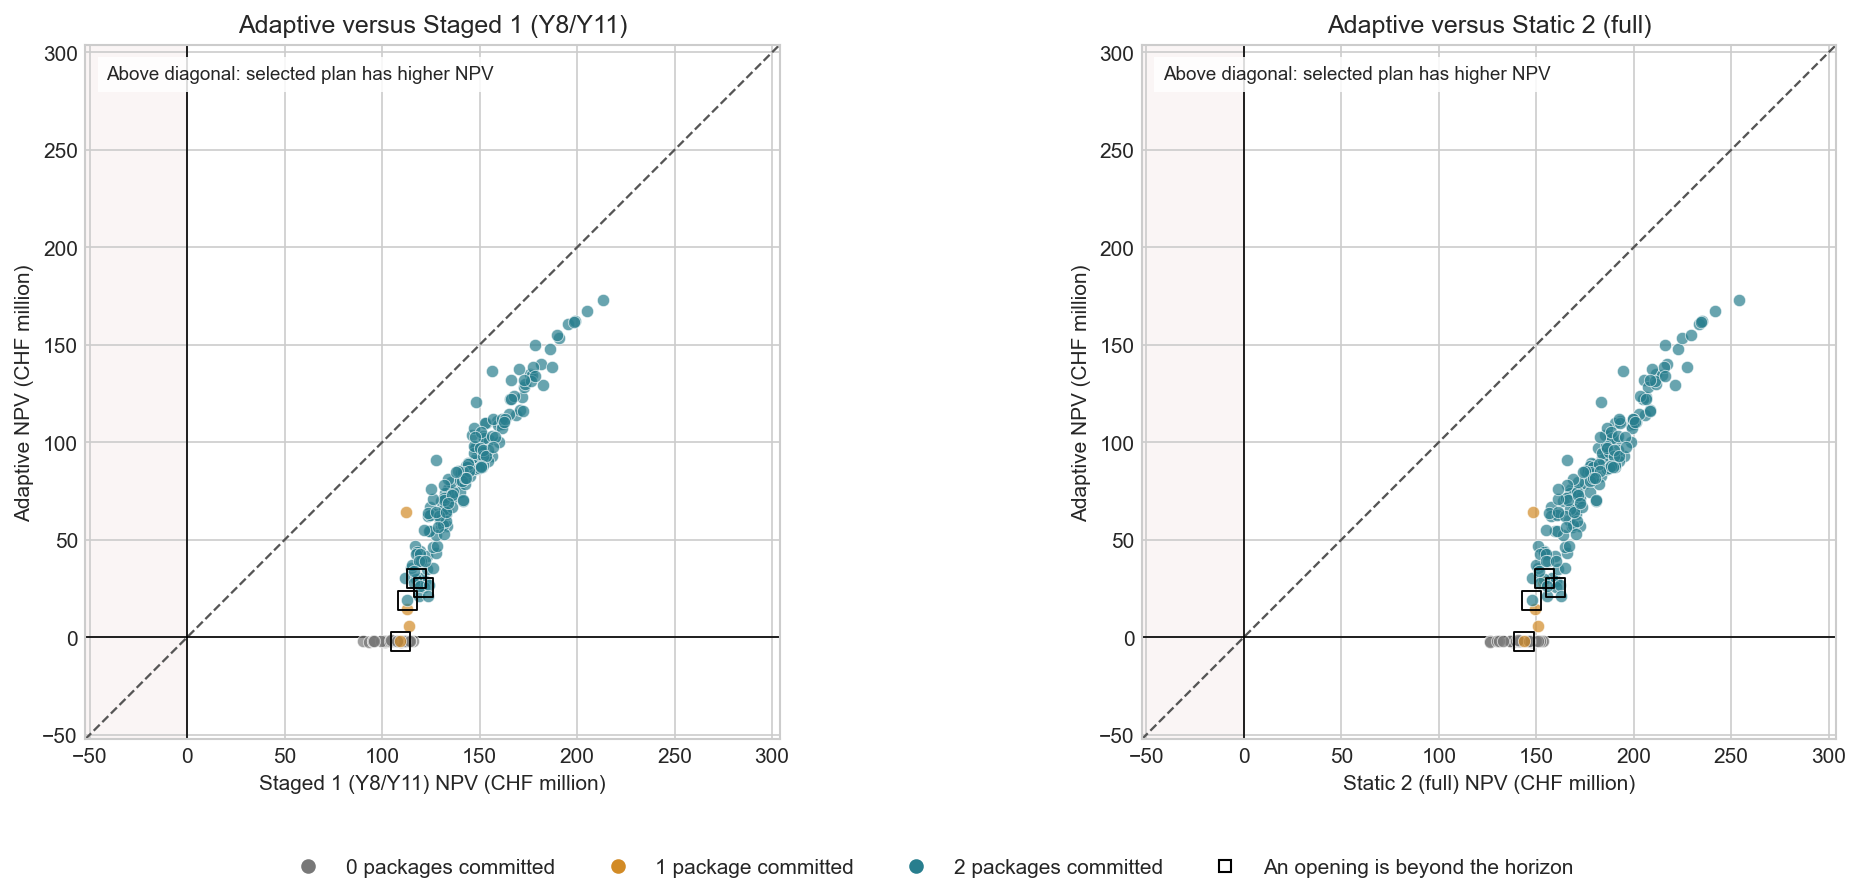 Adaptive versus Staged 1 (Y8/Y11)
Above diagonal: selected plan has higher NPV
Adaptive NPV (CHF million)
300
250
200
150
100
50
0
−50
−50 0 50 100 150 200 250 300
Staged 1 (Y8/Y11) NPV (CHF million)
Adaptive versus Static 2 (full)
Above diagonal: selected plan has higher NPV
Adaptive NPV (CHF million)
300
250
200
150
100
50
0
−50
−50 0 50 100 150 200 250 300
Static 2 (full) NPV (CHF million)
0 packages committed 1 package committed 2 packages committed An opening is beyond the horizon